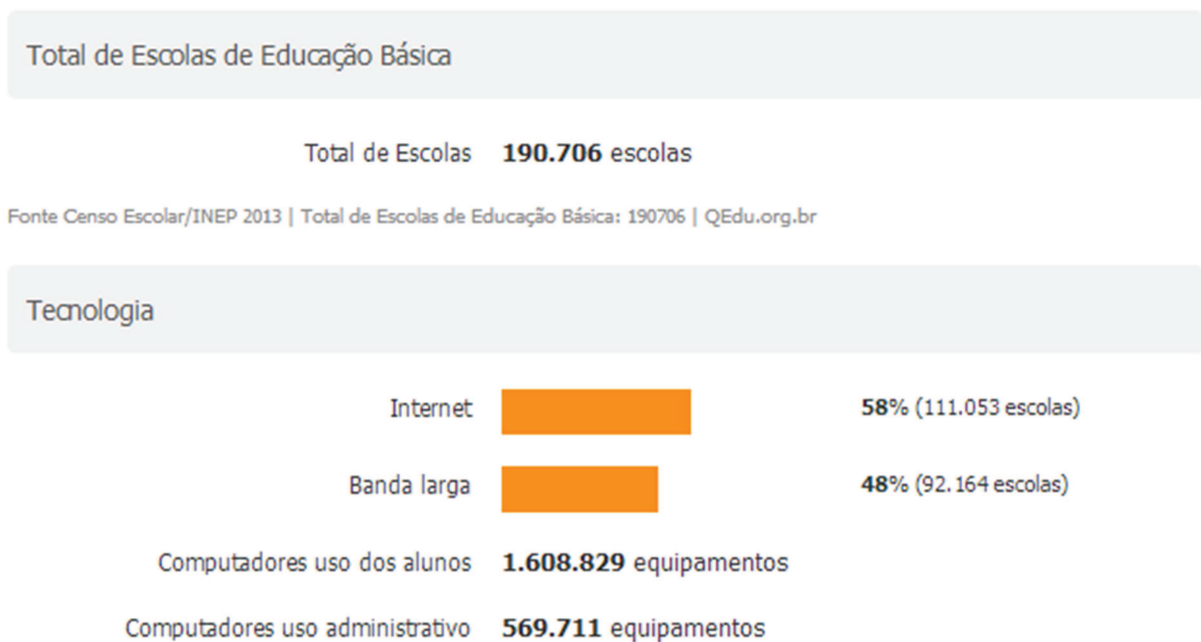 Total de Escolas de Educação Básica
Total de Escolas 190.706 escolas
Fonte Censo Escolar/INEP 2013 | Total de Escolas de Educação Básica: 190706 | QEdu.org.br
Tecnologia
Internet 58% (111.053 escolas)
Banda larga 48% (92.164 escolas)
Computadores uso dos alunos 1.608.829 equipamentos
Computadores uso administrativo 569.711 equipamentos